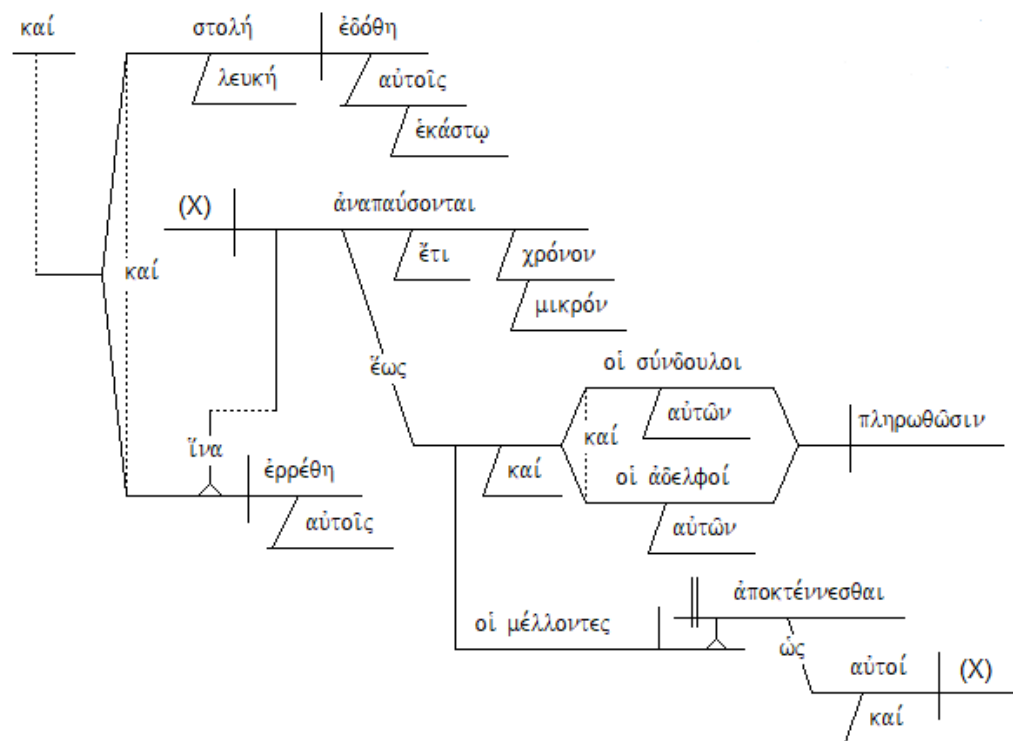 καί στολή ἐδόθη
λευκή αὐτοῖς
ἑκάστῳ
(X) ἀναπαύσονται
ἔτι χρόνον
καί
μικρόν
ἕως οἱ σύνδουλοι
αὐτῶν
καί πληρωθῶσιν
ἵνα
καί οἱ ἀδελφοί
ἐρρέθη
αὐτοῖς αὐτῶν
ἀποκτέννεσθαι
οἱ μέλλοντες
ὡς
αὐτοί (X)
καί